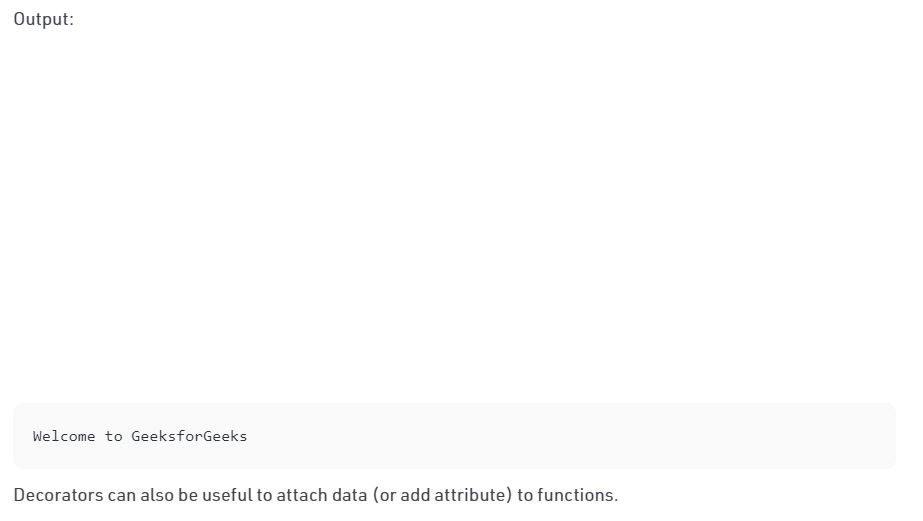 Output:
Welcome to GeeksforGeeks
Decorators can also be useful to attach data (or add attribute) to functions.